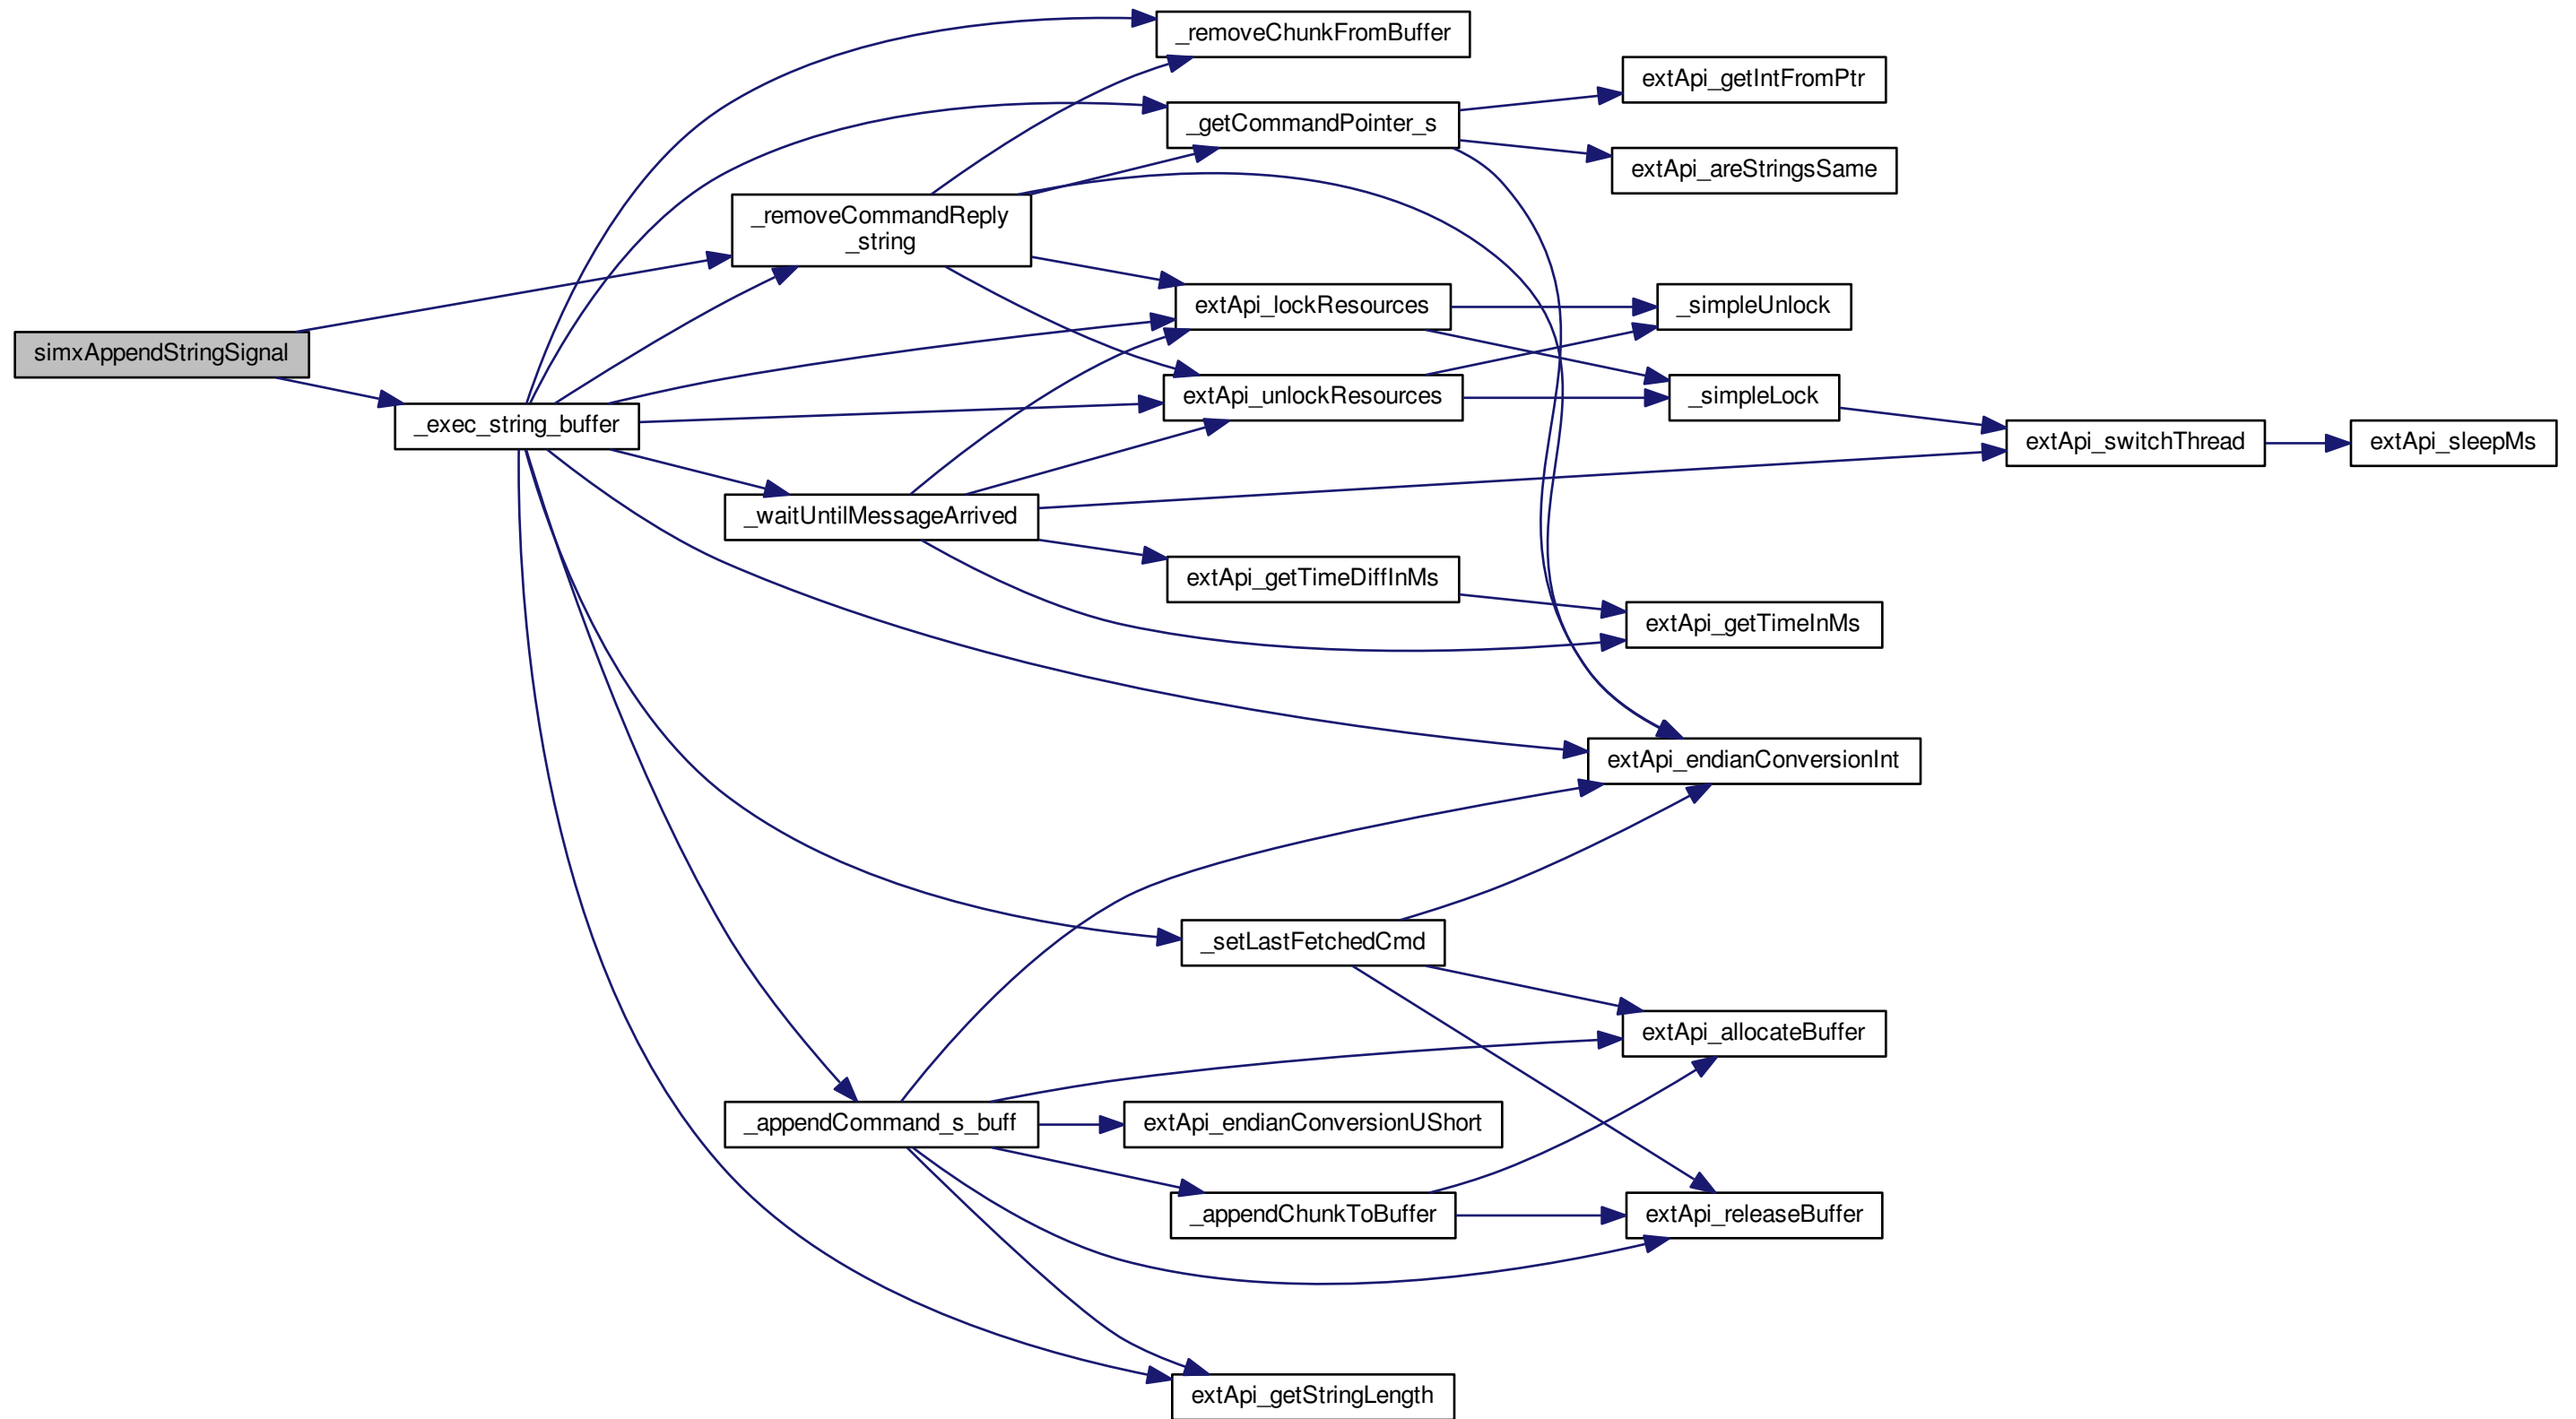 _removeChunkFromBuffer
extApi_getIntFromPtr
_getCommandPointer_s
extApi_areStringsSame
_removeCommandReply
_string
extApi_lockResources
_simpleUnlock
simxAppendStringSignal
extApi_unlockResources
_simpleLock
_exec_string_buffer
extApi_switchThread
extApi_sleepMs
_waitUntilMessageArrived
extApi_getTimeDiffInMs
extApi_getTimeInMs
extApi_endianConversionInt
_setLastFetchedCmd
extApi_allocateBuffer
_appendCommand_s_buff
extApi_endianConversionUShort
_appendChunkToBuffer
extApi_releaseBuffer
extApi_getStringLength